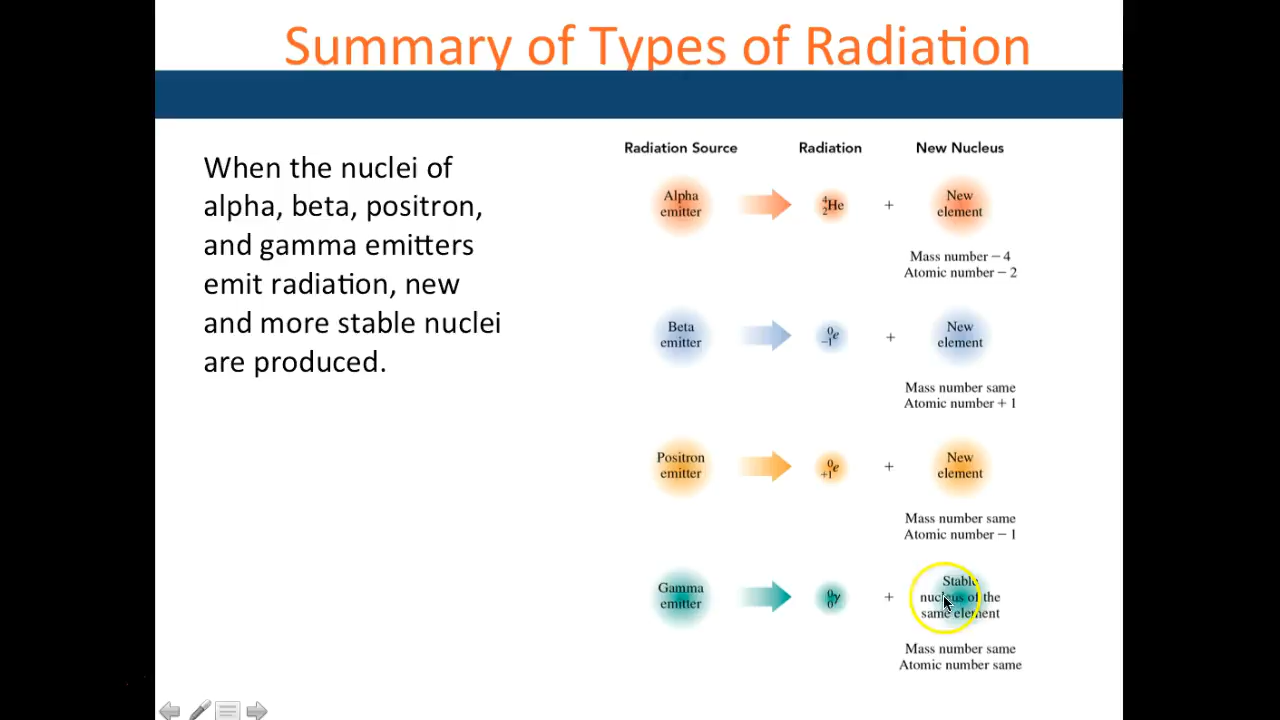 Summary of Types of Radiation
When the nuclei of
alpha, beta, positron,
and gamma emitters
emit radiation, new
and more stable nuclei
are produced.
Radiation Source Radiation New Nucleus
Alpha
emitter
⁴₂He
+
New
element
Mass number − 4
Atomic number − 2
Beta
emitter
⁰₋₁e
+
New
element
Mass number same
Atomic number + 1
Positron
emitter
⁰₊₁e
+
New
element
Mass number same
Atomic number − 1
Gamma
emitter
⁰₀γ
+
Stable
nucleus of the
same element
Mass number same
Atomic number same